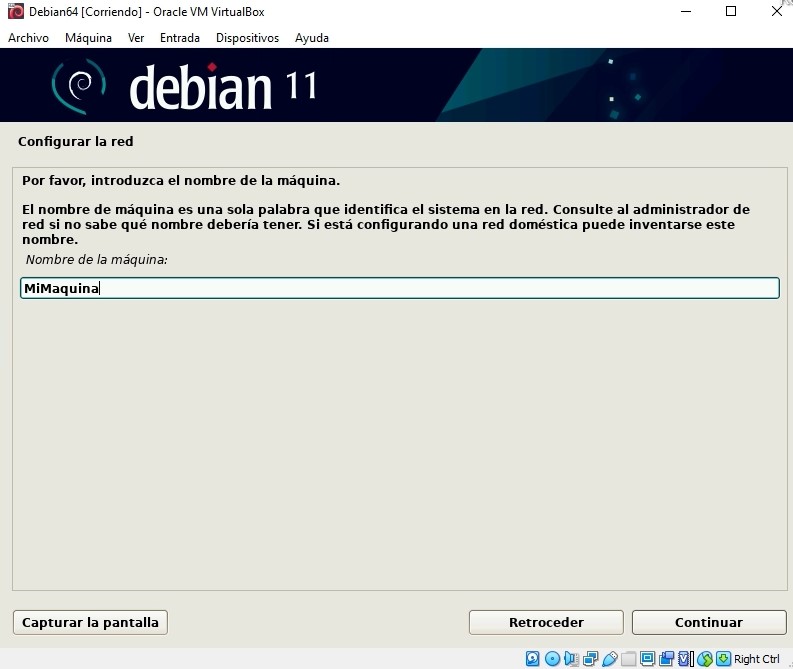 Debian64 [Corriendo] - Oracle VM VirtualBox
Archivo Máquina Ver Entrada Dispositivos Ayuda
debian 11
Configurar la red
Por favor, introduzca el nombre de la máquina.
El nombre de máquina es una sola palabra que identifica el sistema en la red. Consulte al administrador de
red si no sabe qué nombre debería tener. Si está configurando una red doméstica puede inventarse este
nombre.
Nombre de la máquina:
MiMaquina
Capturar la pantalla Retroceder Continuar
Right Ctrl